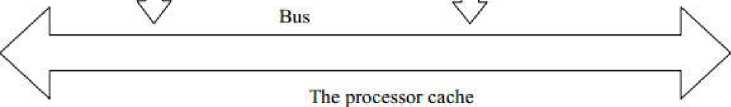 Bus
The processor cache